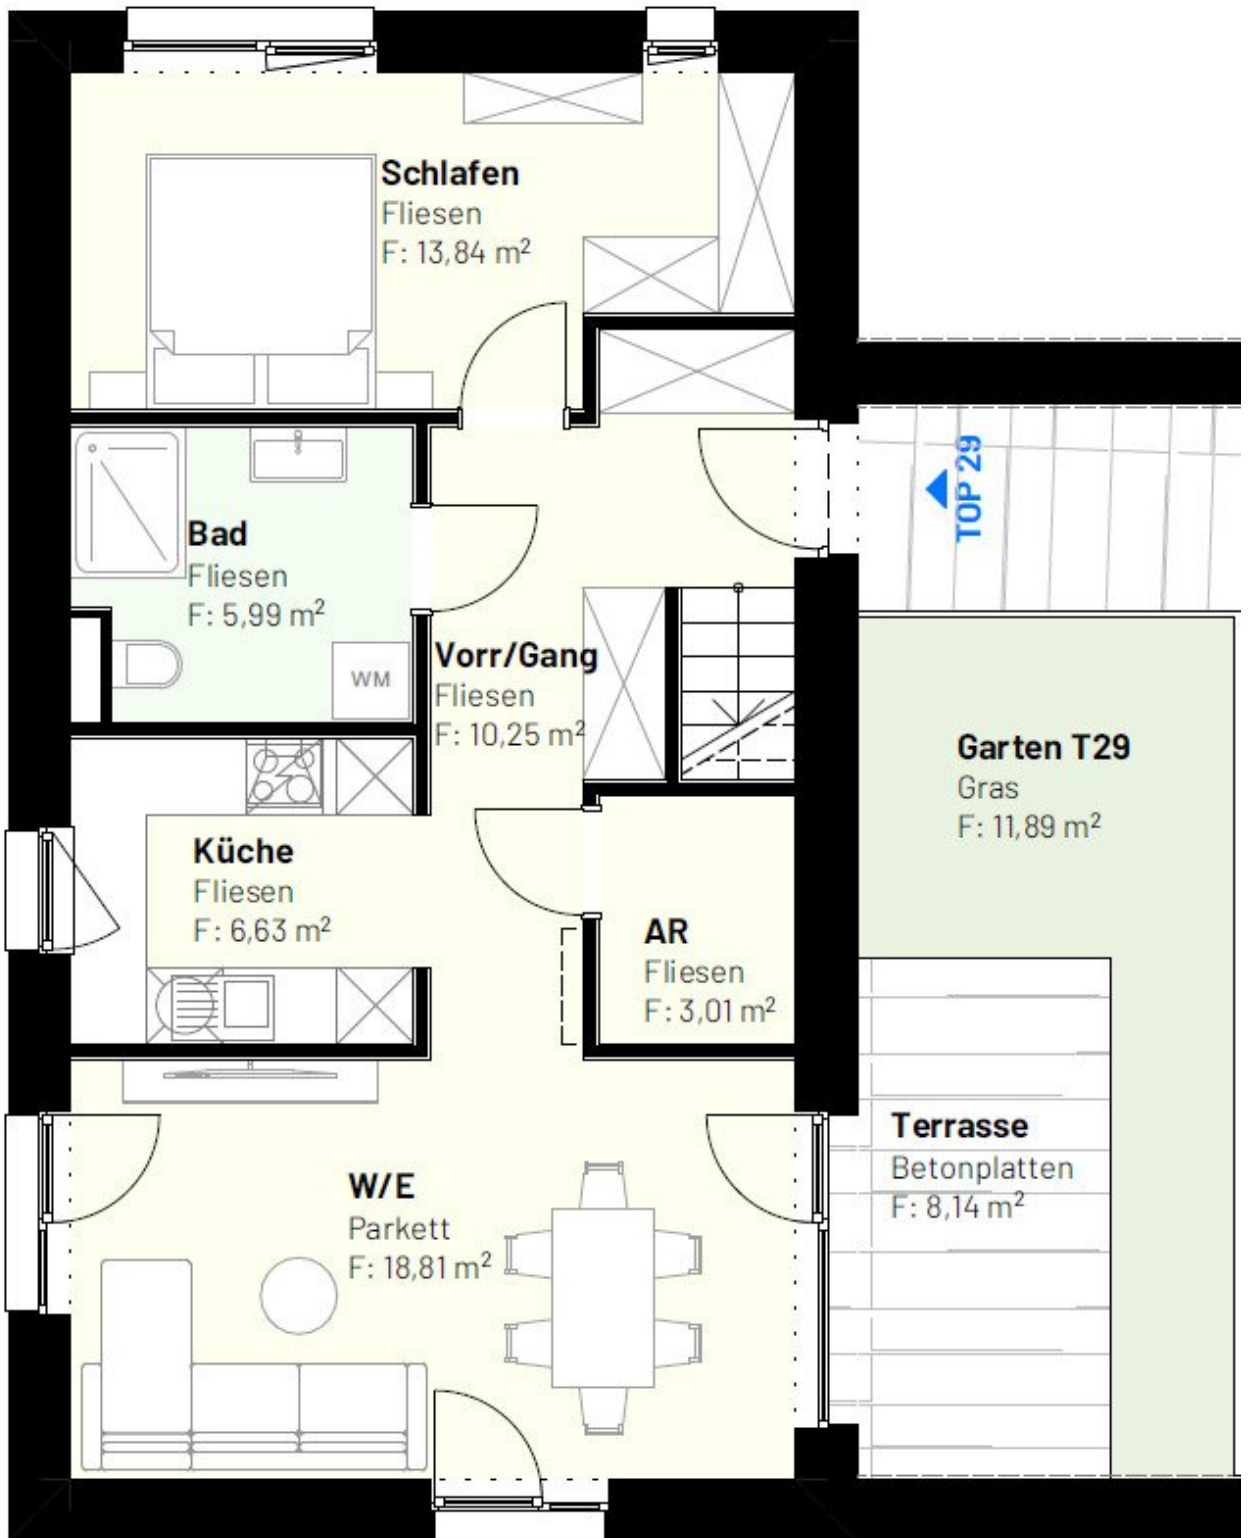 Schlafen
Fliesen
F: 13,84 m²
TOP 29
Bad
Fliesen
F: 5,99 m²
WM
Vorr/Gang
Fliesen
F: 10,25 m²
Garten T29
Gras
F: 11,89 m²
Küche
Fliesen
F: 6,63 m²
AR
Fliesen
F: 3,01 m²
Terrasse
Betonplatten
F: 8,14 m²
W/E
Parkett
F: 18,81 m²